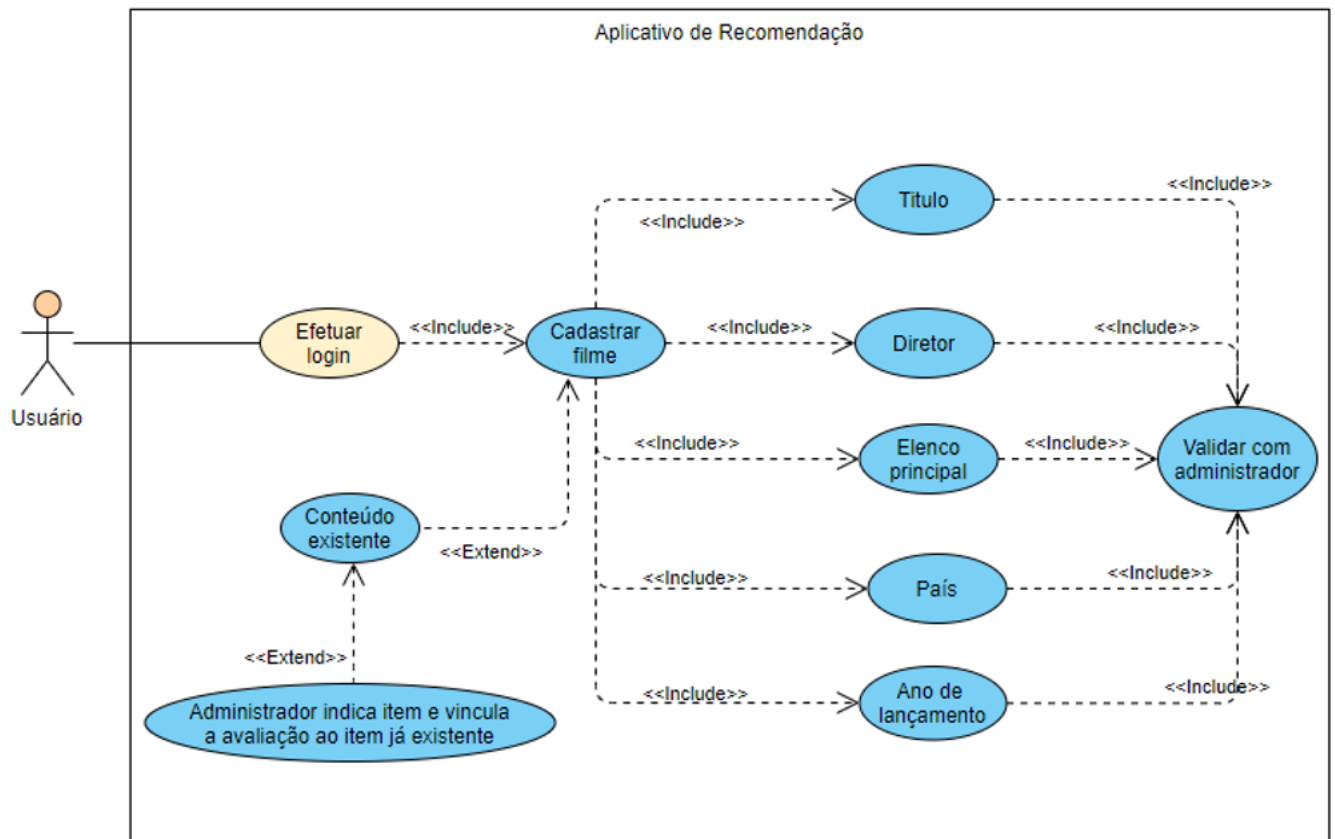 Aplicativo de Recomendação
<<Include>>
Titulo
<<Include>>
Efetuar
login
<<Include>>
Cadastrar
filme
<<Include>>
Diretor
<<Include>>
Usuário
<<Include>>
Elenco
principal
<<Include>>
Validar com
administrador
Conteúdo
existente
<<Extend>>
<<Include>>
País
<<Include>>
<<Extend>>
<<Include>>
Ano de
lançamento
<<Include>>
Administrador indica item e vincula
a avaliação ao item já existente